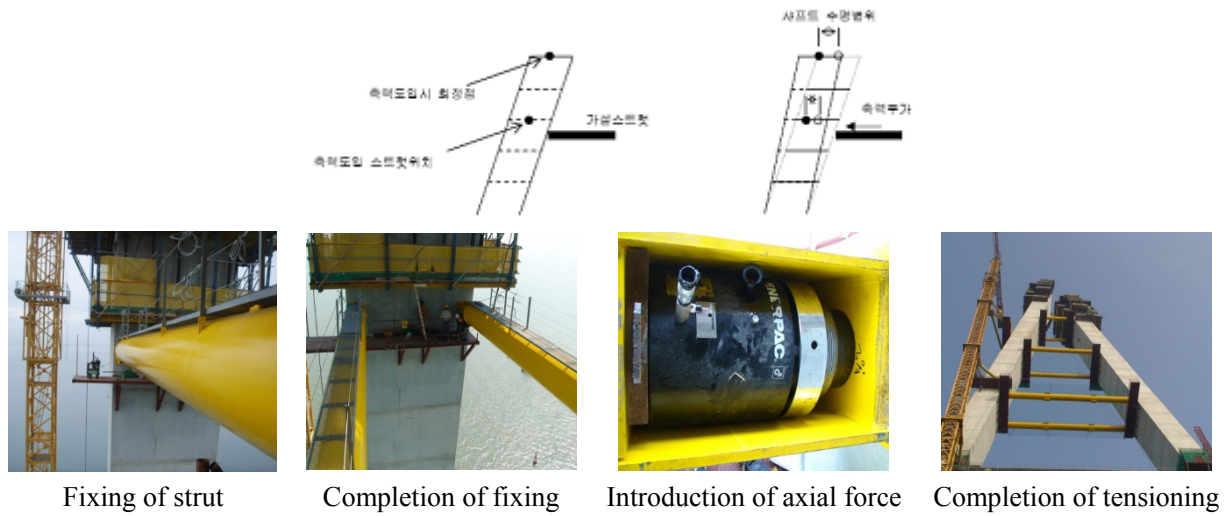 샤프트 수평변위
축력도입시 회정점
가설스트럿
축력도입 스트럿위치
축력부가
ENERPAC
Fixing of strut
Completion of fixing
Introduction of axial force
Completion of tensioning